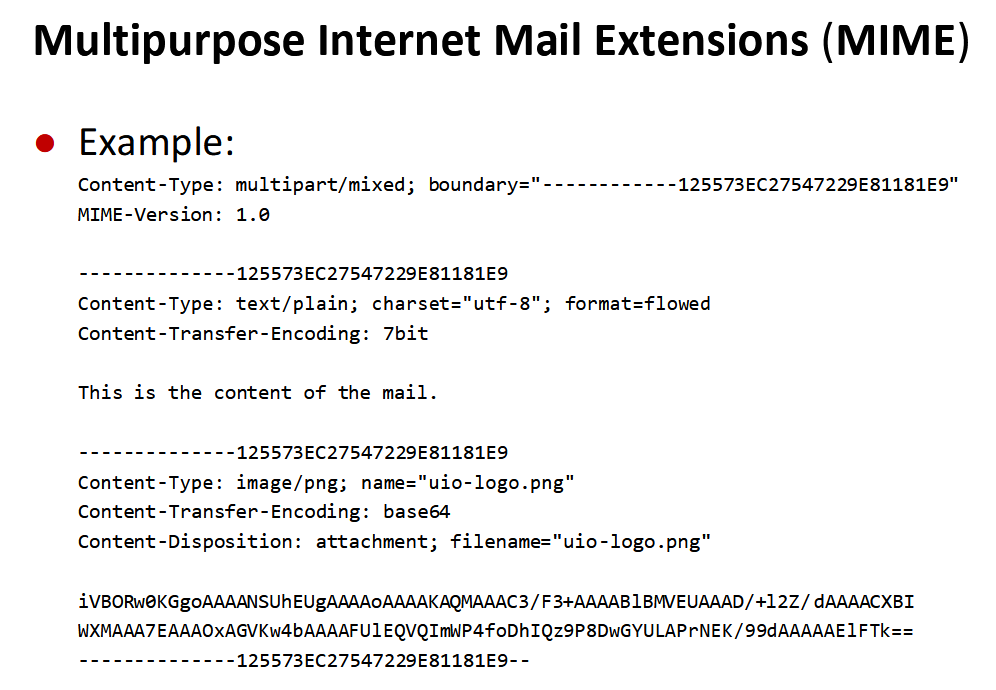 Multipurpose Internet Mail Extensions (MIME)
Example:
Content-Type: multipart/mixed; boundary="------------125573EC27547229E81181E9"
MIME-Version: 1.0
--------------125573EC27547229E81181E9
Content-Type: text/plain; charset="utf-8"; format=flowed
Content-Transfer-Encoding: 7bit
This is the content of the mail.
--------------125573EC27547229E81181E9
Content-Type: image/png; name="uio-logo.png"
Content-Transfer-Encoding: base64
Content-Disposition: attachment; filename="uio-logo.png"
iVBORw0KGgoAAAANSUhEUgAAAAoAAAAKAQMAAAC3/F3+AAAABlBMVEUAAAD/+l2Z/dAAAACXBI
WXMAAA7EAAAOxAGVKw4bAAAAFUlEQVQImWP4foDhIQz9P8DwGYULAPrNEK/99dAAAAAElFTk==
--------------125573EC27547229E81181E9--